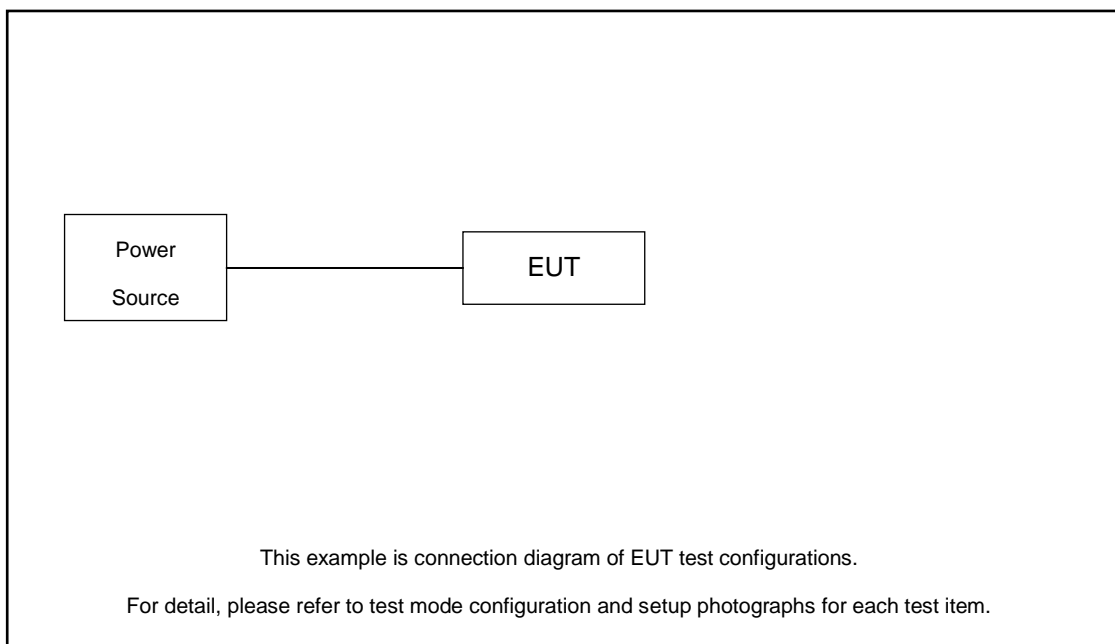 Power
Source
EUT
This example is connection diagram of EUT test configurations.
For detail, please refer to test mode configuration and setup photographs for each test item.